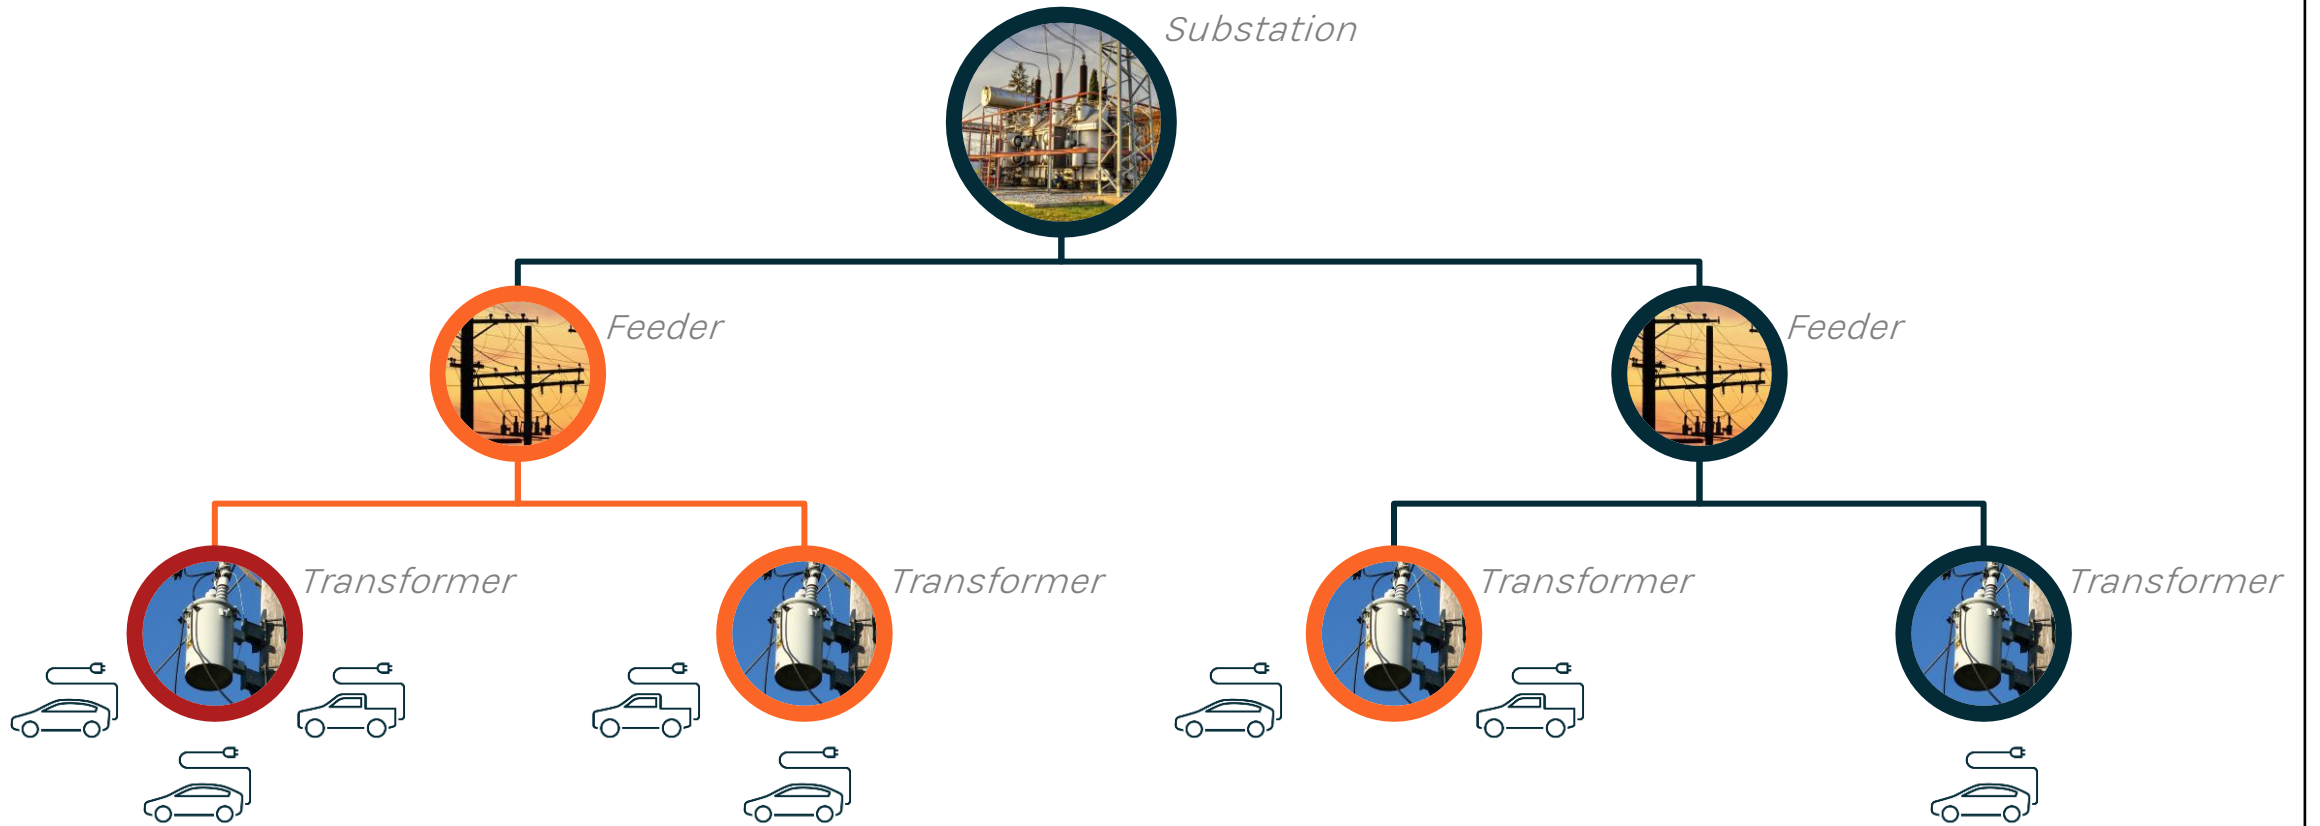 Substation
Feeder
Feeder
Transformer
Transformer
Transformer
Transformer